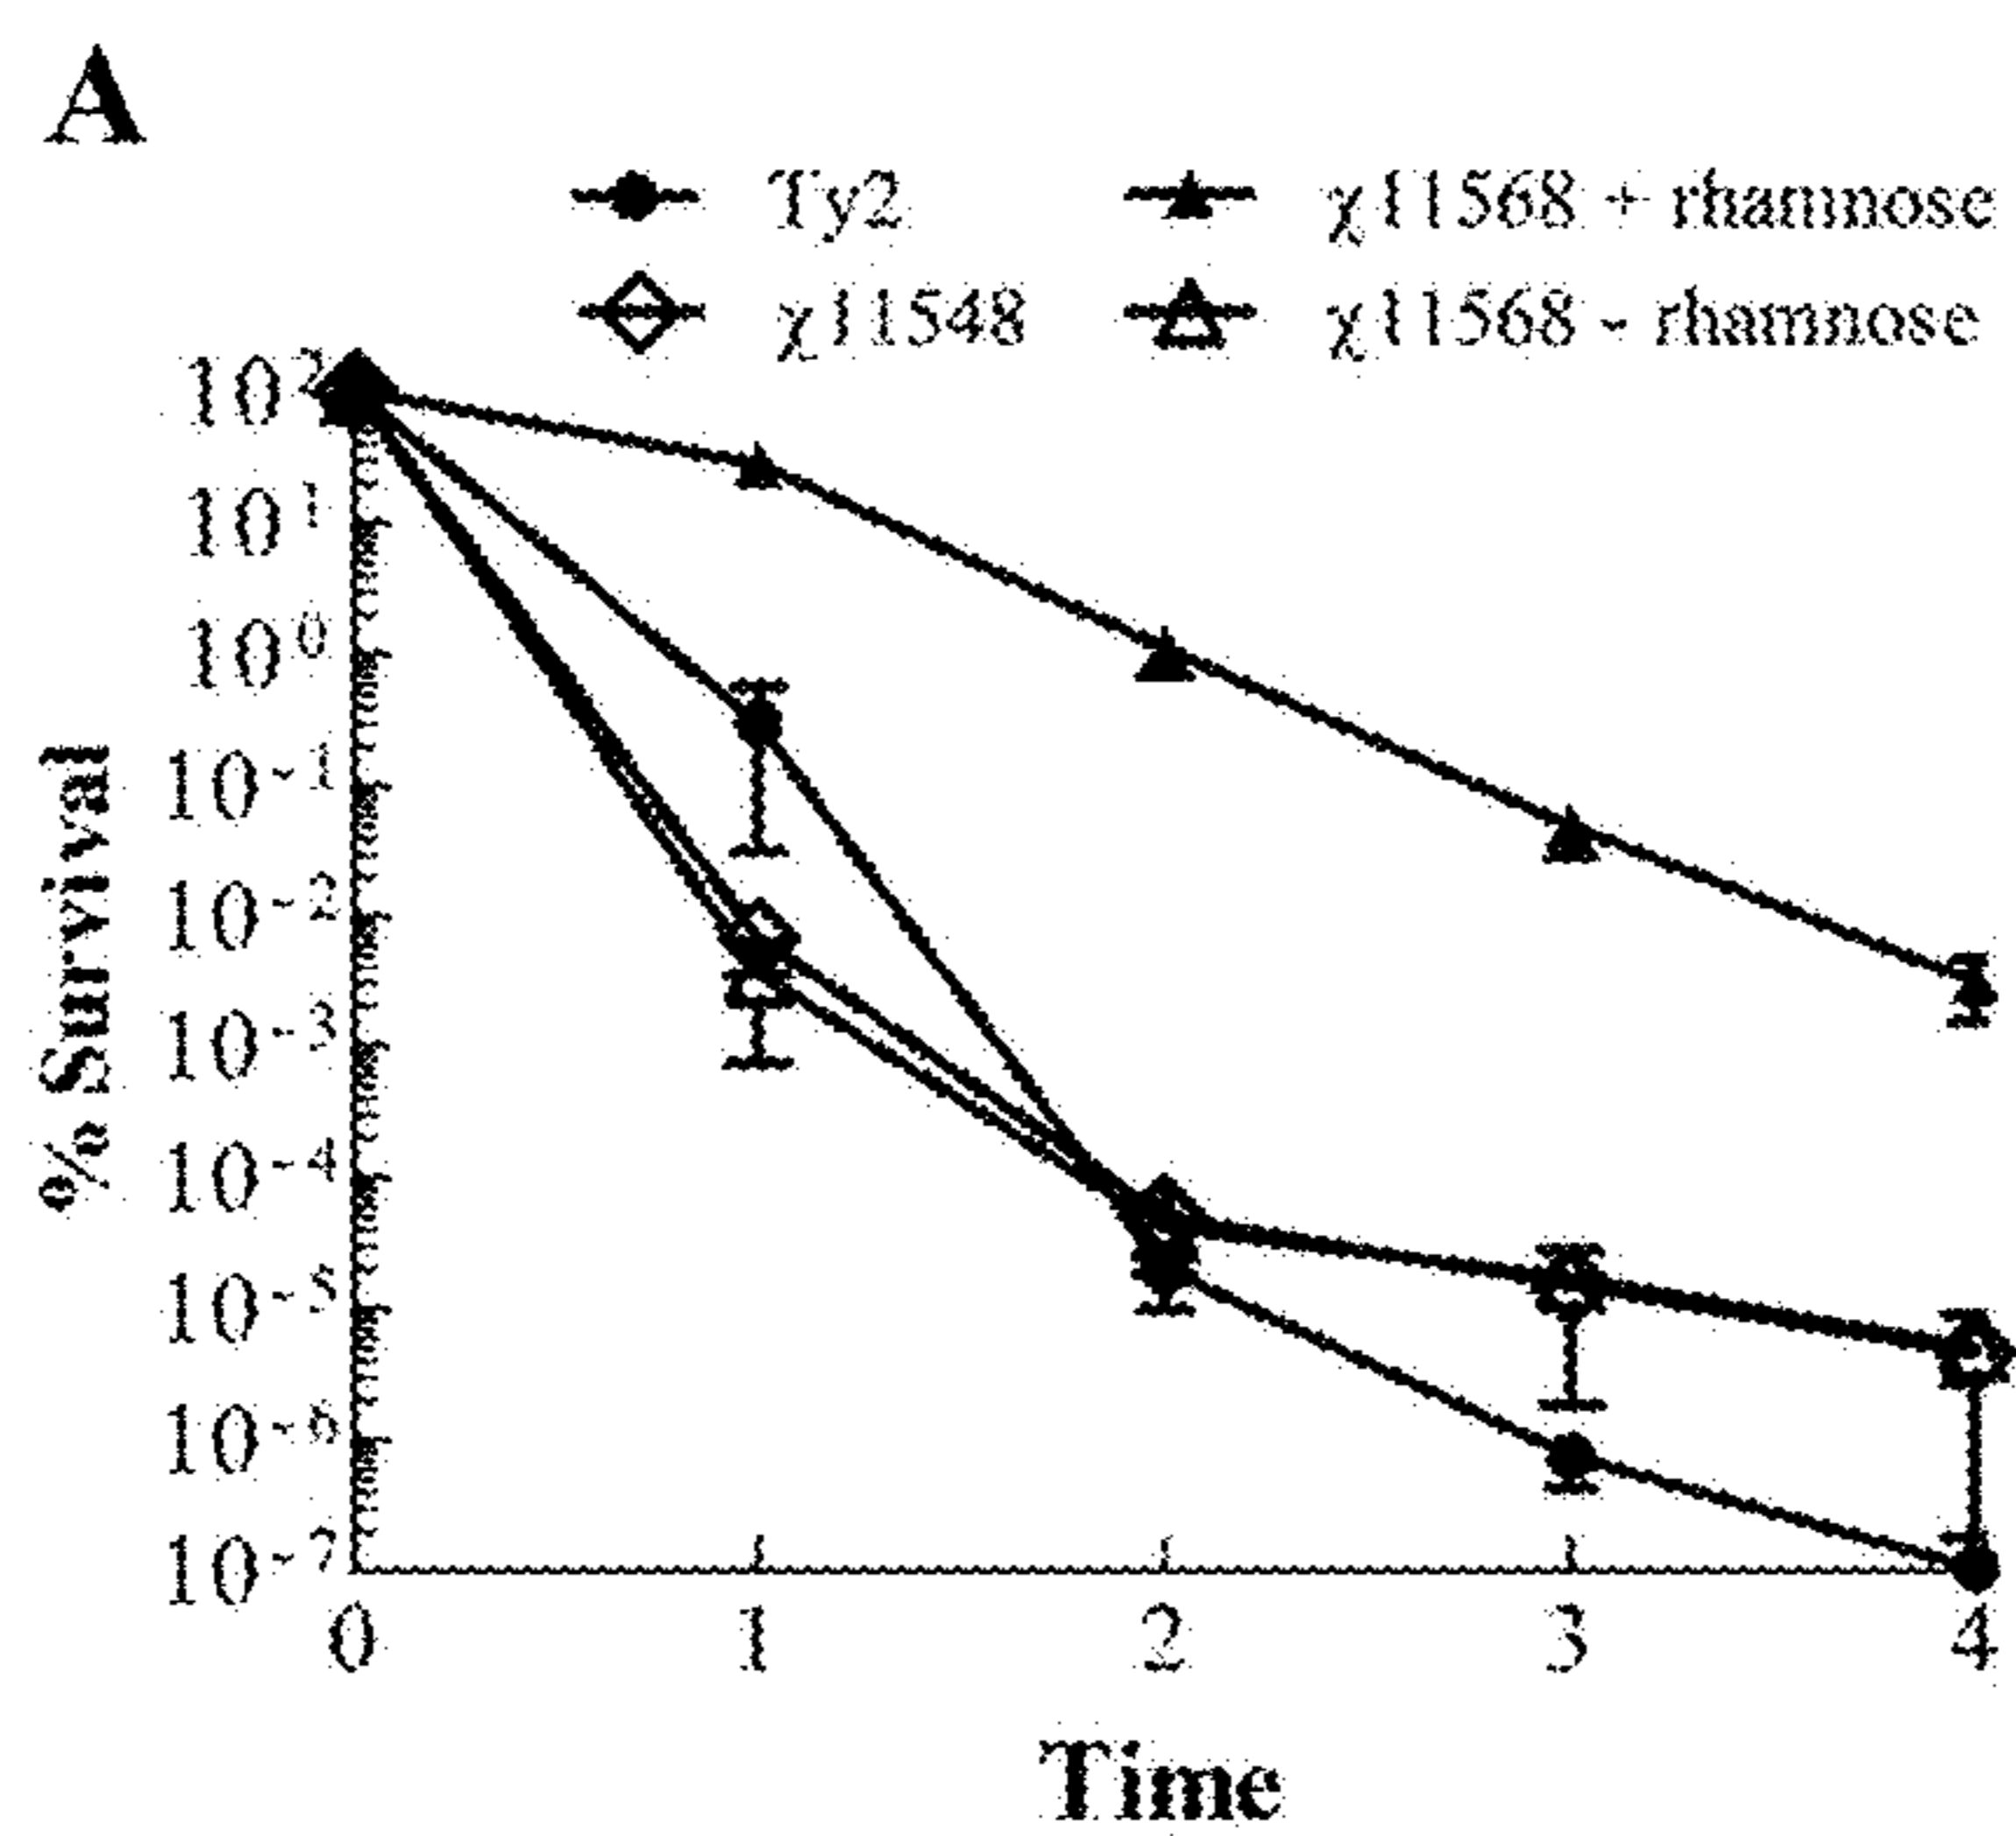 A
Ty2
χ11568 + rhamnose
χ11548
χ11568 - rhamnose
10²
10¹
10⁰
10⁻¹
10⁻²
10⁻³
10⁻⁴
10⁻⁵
10⁻⁶
10⁻⁷
% Survival
0 1 2 3 4
Time